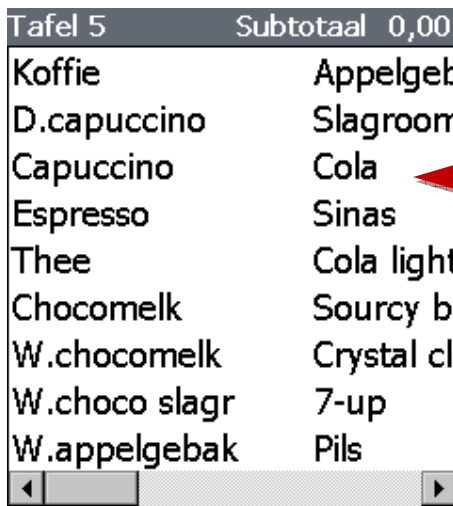 Tafel 5 Subtotaal 0,00
Koffie Appelgeb
D.capuccino Slagroom
Capuccino Cola
Espresso Sinas
Thee Cola light
Chocomelk Sourcy b
W.chocomelk Crystal cl
W.choco slagr 7-up
W.appelgebak Pils